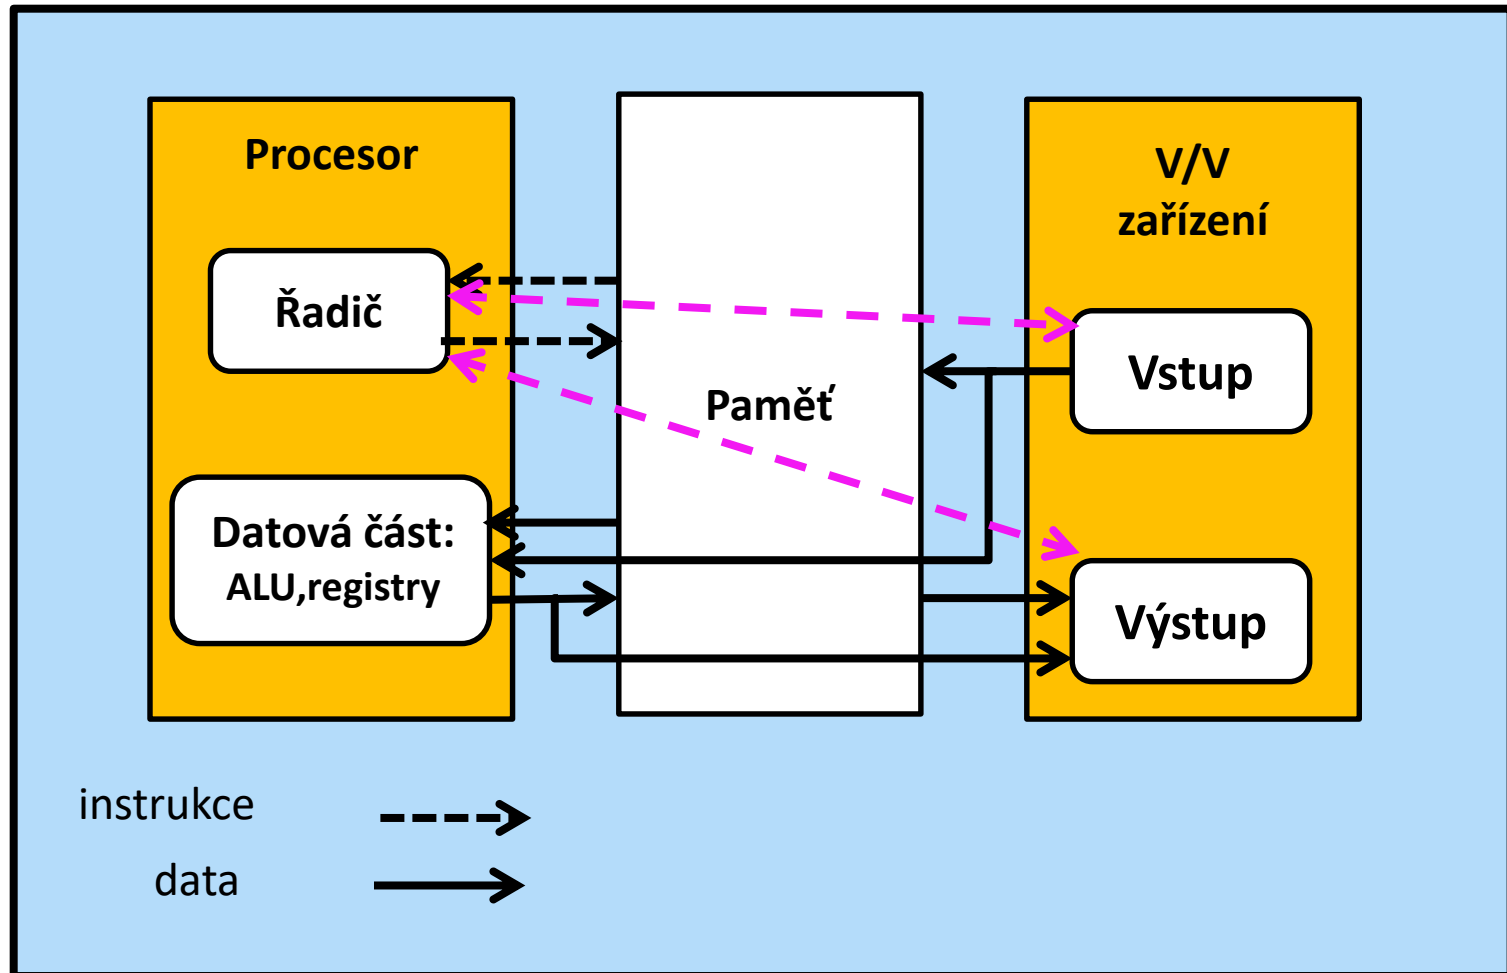 Procesor
Řadič
Datová část:
ALU,registry
Paměť
V/V
zařízení
Vstup
Výstup
instrukce
data